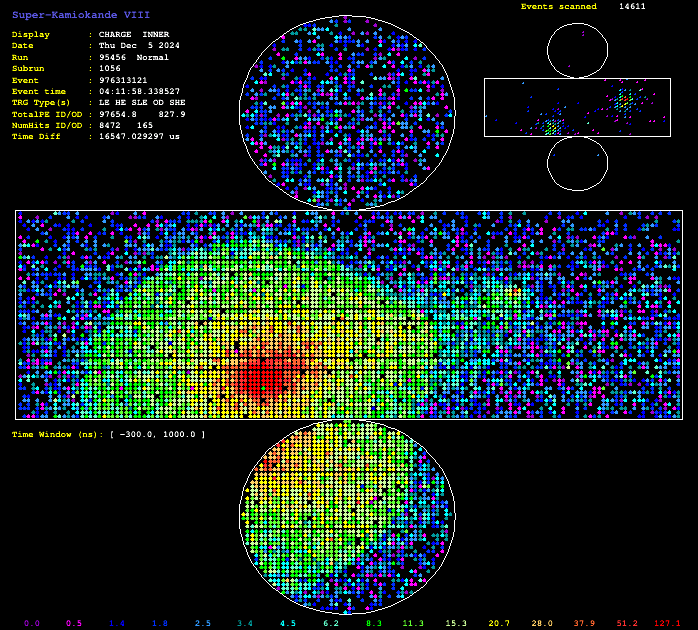 Super-Kamiokande VIII
Events scanned 14611
Display : CHARGE INNER
Date : Thu Dec 5 2024
Run : 95456 Normal
Subrun : 1056
Event : 976313121
Event time : 04:11:58.338527
TRG Type(s) : LE HE SLE OD SHE
TotalPE ID/OD : 97654.8 827.9
NumHits ID/OD : 8472 165
Time Diff : 16547.029297 us
Time Window (ns): [ -300.0, 1000.0 ]
0.0 0.5 1.4 1.8 2.5 3.4 4.5 6.2 8.3 11.3 15.3 20.7 28.0 37.9 51.2 127.1